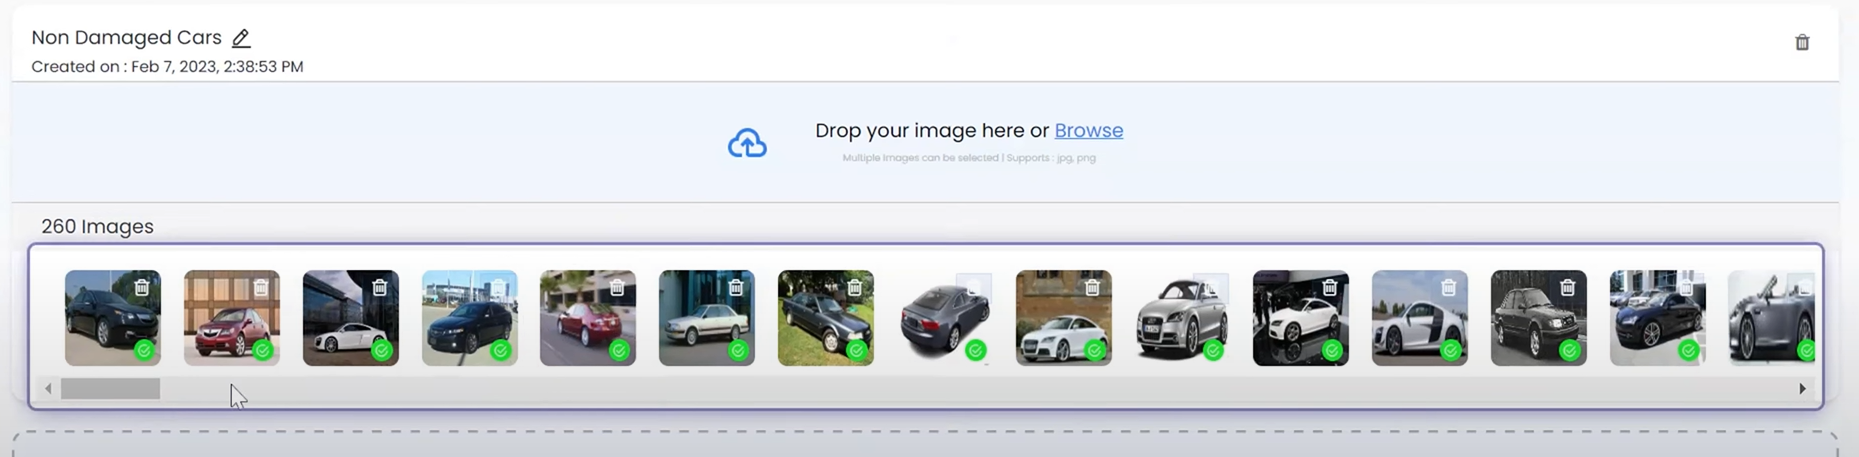 Non Damaged Cars
Created on : Feb 7, 2023, 2:38:53 PM
Drop your image here or Browse
Multiple Images can be selected | Supports : jpg, png
260 Images